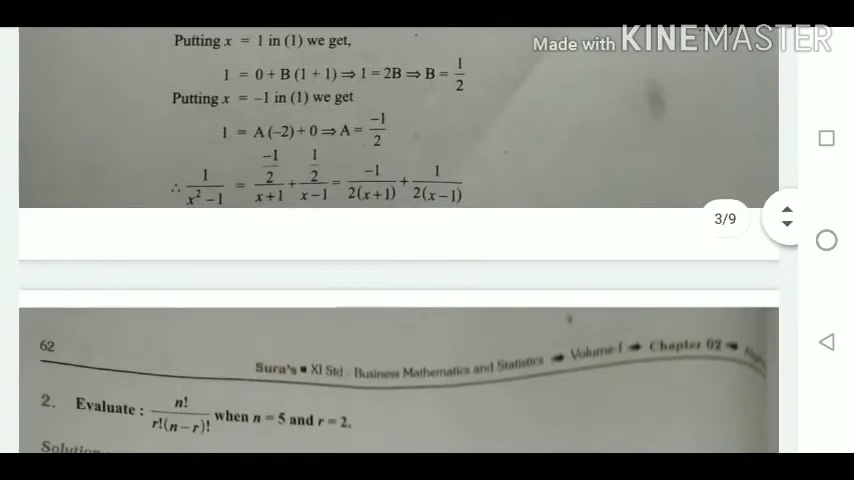 Putting x = 1 in (1) we get,
Made with KINEMASTER
1 = 0 + B (1 + 1) ⇒ 1 = 2B ⇒ B = 1/2
Putting x = –1 in (1) we get
1 = A (–2) + 0 ⇒ A = –1/2
∴ 1/(x² – 1) = (–1/2)/(x + 1) + (1/2)/(x – 1) = –1/(2(x+1)) + 1/(2(x–1))
3/9
62
Sura's ■ XI Std - Business Mathematics and Statistics ➡ Volume I ➡ Chapter 02 ➡
2. Evaluate : n!/(r!(n – r)!) when n = 5 and r = 2.
Solution